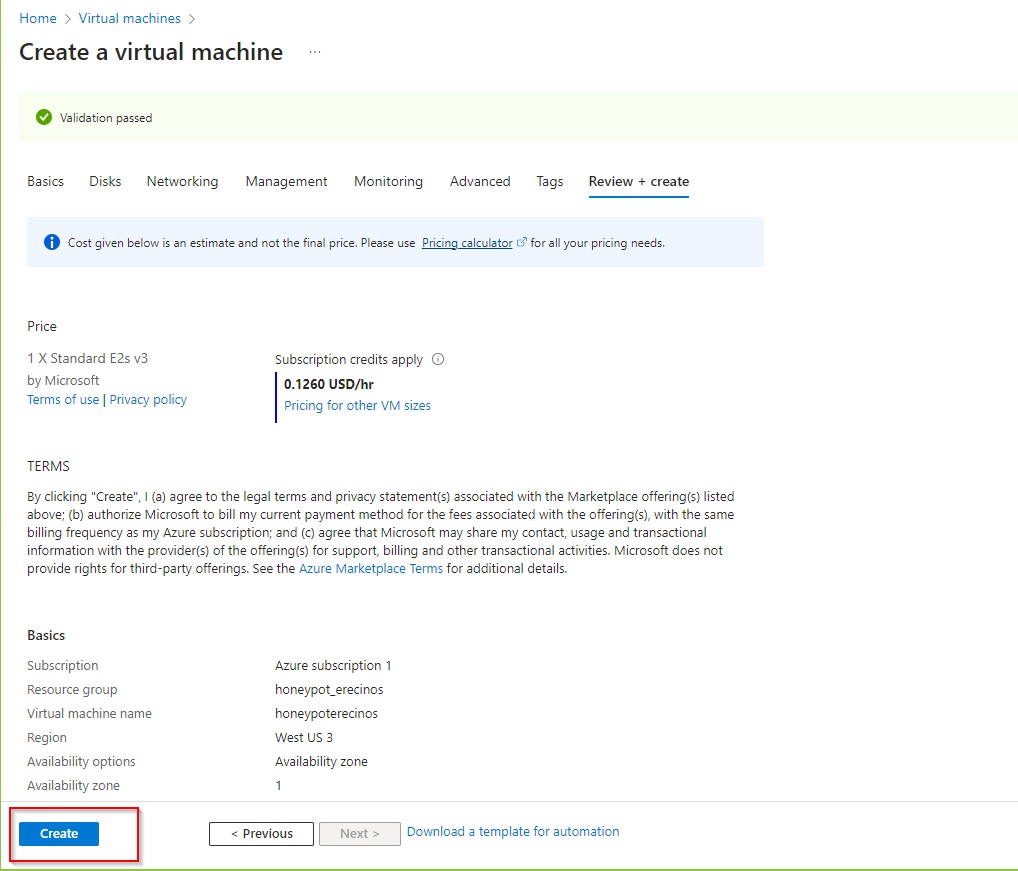 Home > Virtual machines >
Create a virtual machine ...
Validation passed
Basics Disks Networking Management Monitoring Advanced Tags Review + create
Cost given below is an estimate and not the final price. Please use Pricing calculator for all your pricing needs.
Price
1 X Standard E2s v3
by Microsoft
Terms of use | Privacy policy
Subscription credits apply
0.1260 USD/hr
Pricing for other VM sizes
TERMS
By clicking "Create", I (a) agree to the legal terms and privacy statement(s) associated with the Marketplace offering(s) listed
above; (b) authorize Microsoft to bill my current payment method for the fees associated with the offering(s), with the same
billing frequency as my Azure subscription; and (c) agree that Microsoft may share my contact, usage and transactional
information with the provider(s) of the offering(s) for support, billing and other transactional activities. Microsoft does not
provide rights for third-party offerings. See the Azure Marketplace Terms for additional details.
Basics
Subscription Azure subscription 1
Resource group honeypot_erecinos
Virtual machine name honeypoterecinos
Region West US 3
Availability options Availability zone
Availability zone 1
Create < Previous Next > Download a template for automation